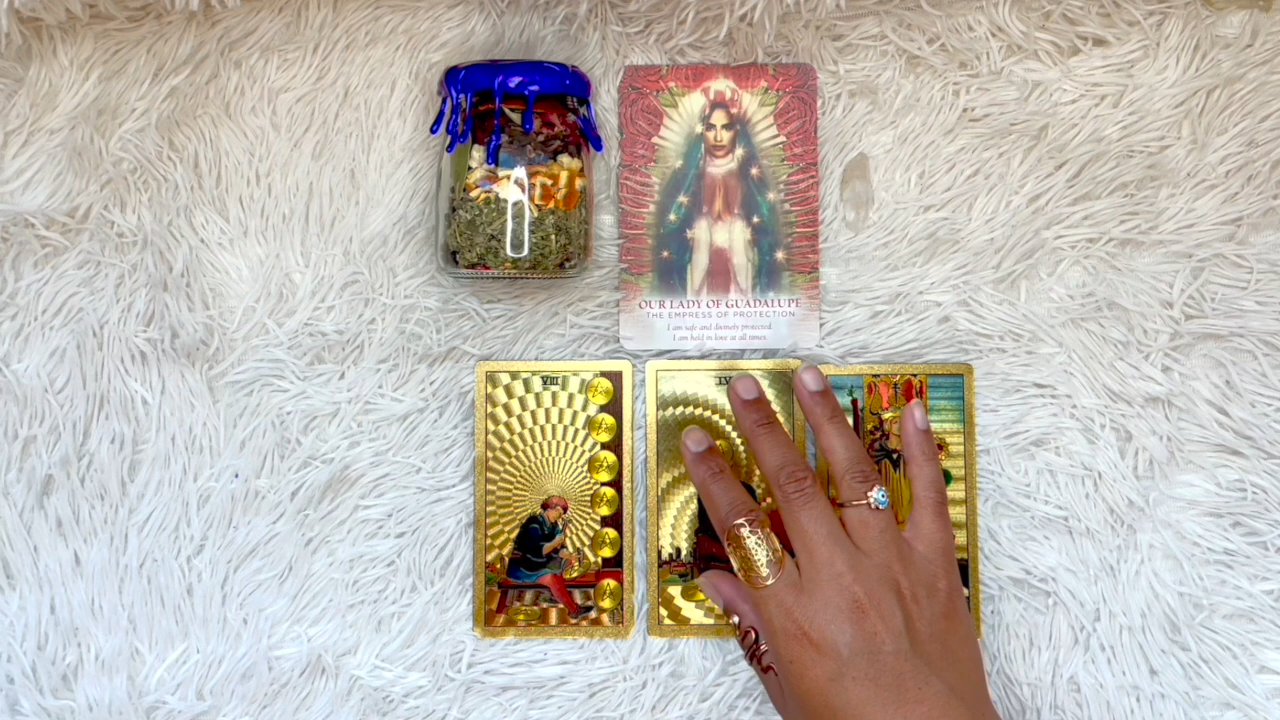 OUR LADY OF GUADALUPE
THE EMPRESS OF PROTECTION
I am safe and divinely protected.
I am held in love at all times.
VIII